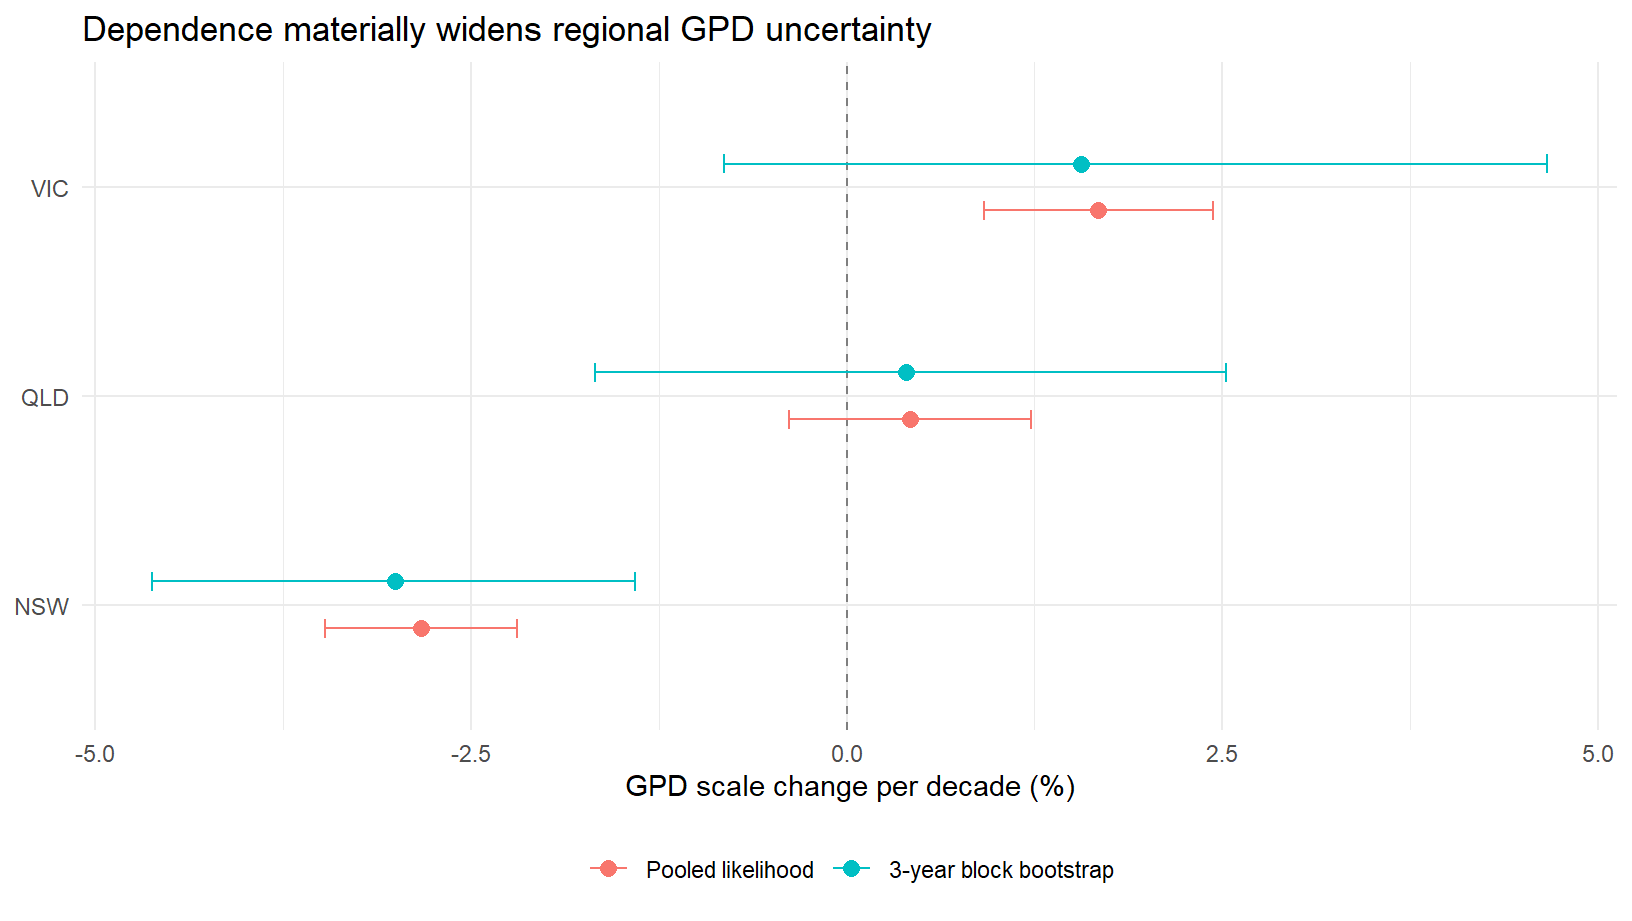 Dependence materially widens regional GPD uncertainty
VIC
QLD
NSW
-5.0 -2.5 0.0 2.5 5.0
GPD scale change per decade (%)
Pooled likelihood 3-year block bootstrap